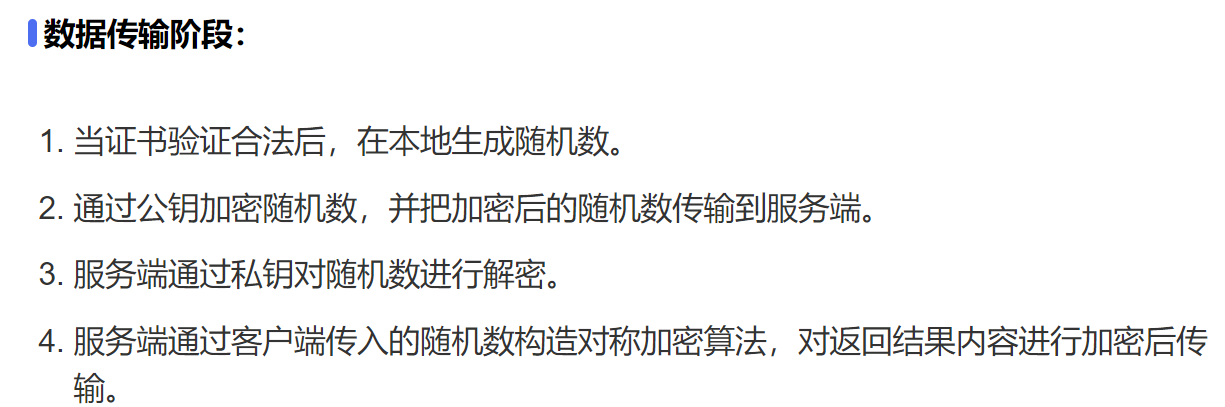 数据传输阶段：
1. 当证书验证合法后，在本地生成随机数。
2. 通过公钥加密随机数，并把加密后的随机数传输到服务端。
3. 服务端通过私钥对随机数进行解密。
4. 服务端通过客户端传入的随机数构造对称加密算法，对返回结果内容进行加密后传
输。